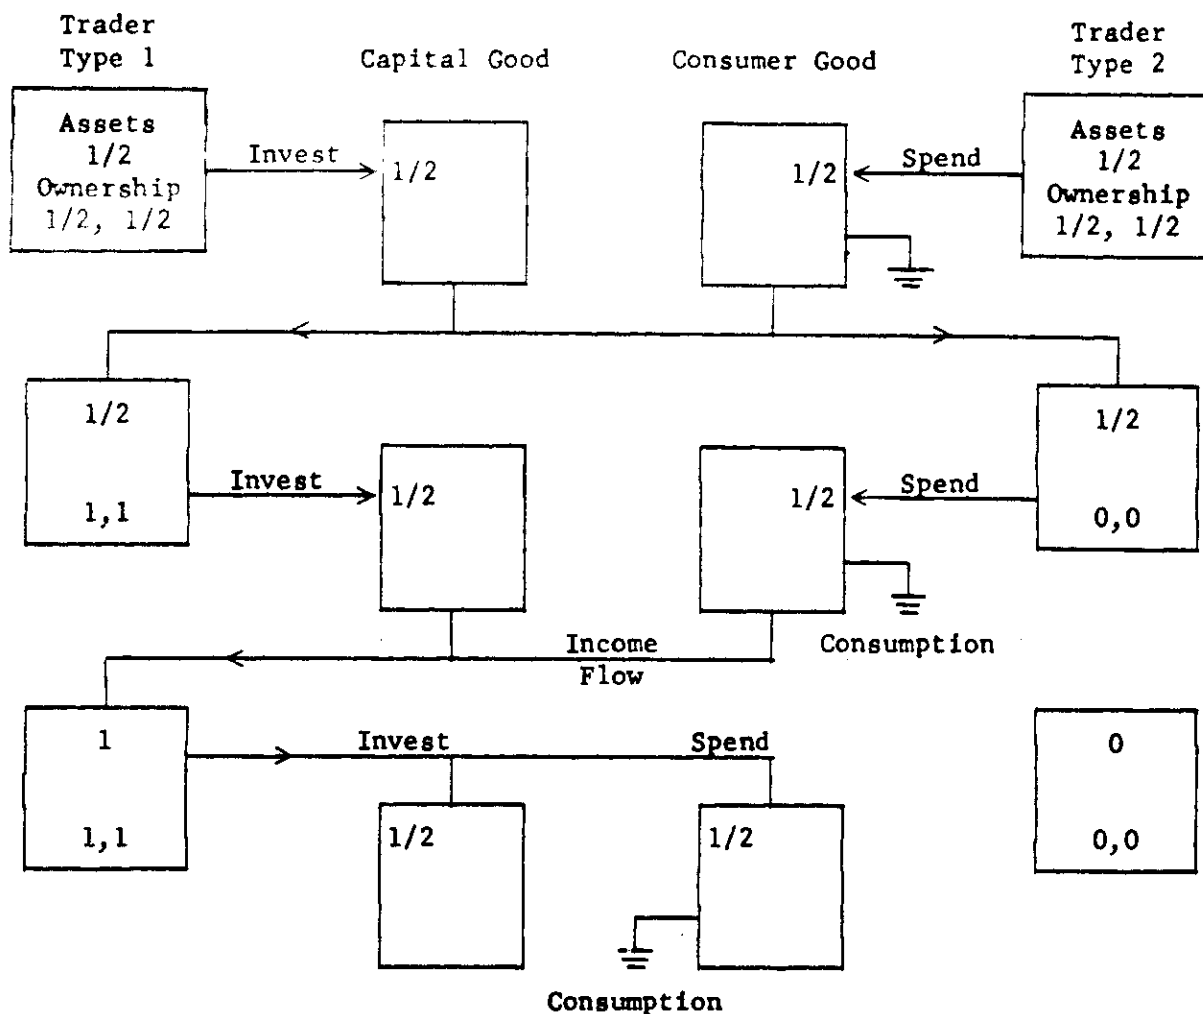 Trader
Type 1
Capital Good
Consumer Good
Trader
Type 2
Assets
1/2
Ownership
1/2, 1/2
Invest
1/2
1/2
Spend
Assets
1/2
Ownership
1/2, 1/2
1/2
1,1
Invest
1/2
1/2
Spend
1/2
0,0
Income
Flow
Consumption
1
1,1
Invest
Spend
1/2
1/2
0
0,0
Consumption